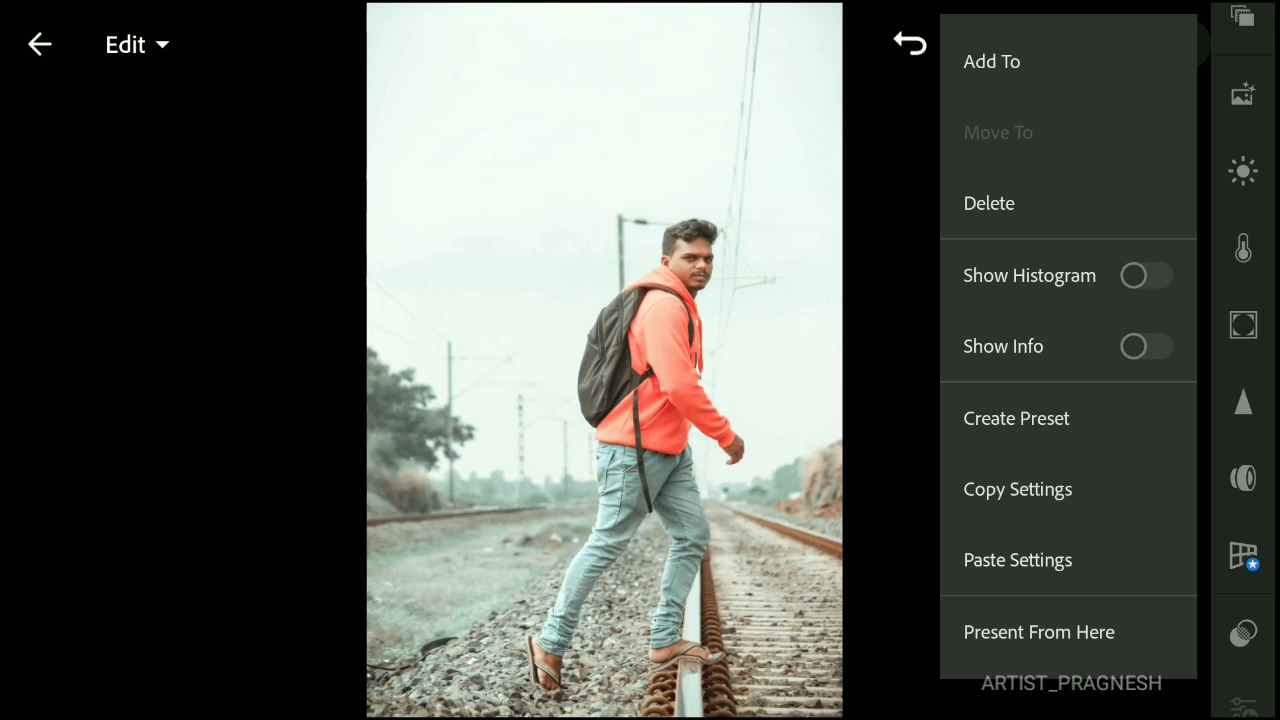 Edit
Add To
Move To
Delete
Show Histogram
Show Info
Create Preset
Copy Settings
Paste Settings
Present From Here
ARTIST_PRAGNESH